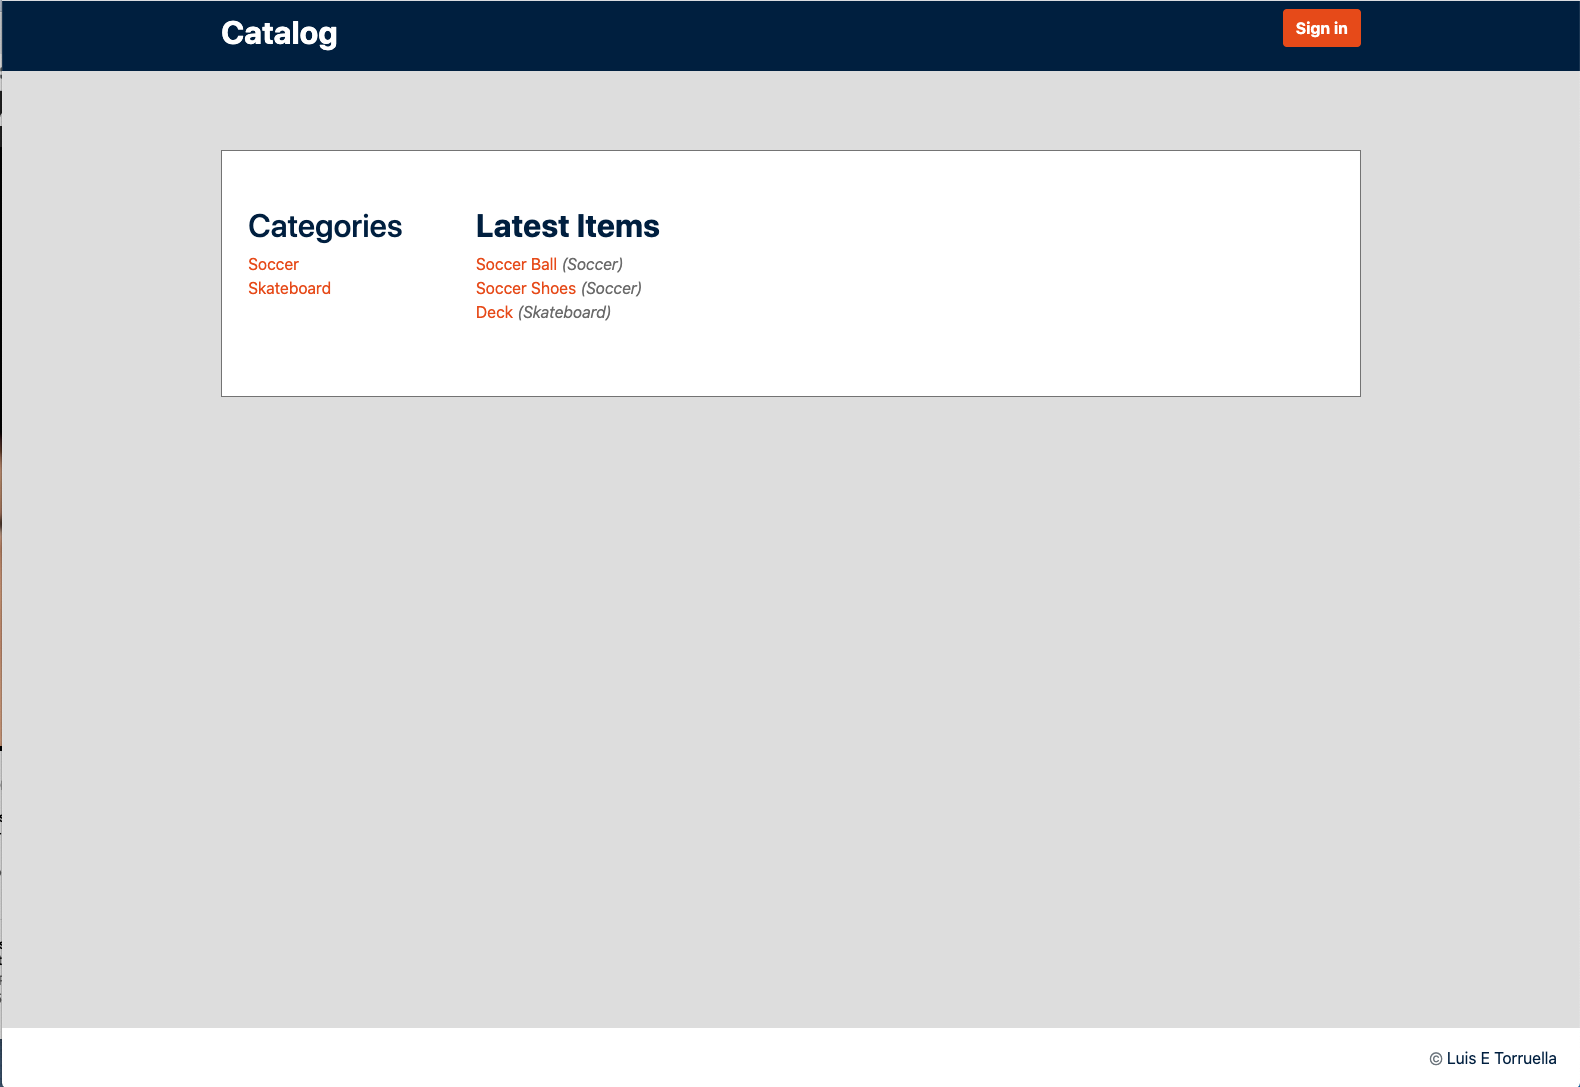 Catalog
Sign in
Categories
Soccer
Skateboard
Latest Items
Soccer Ball (Soccer)
Soccer Shoes (Soccer)
Deck (Skateboard)
© Luis E Torruella